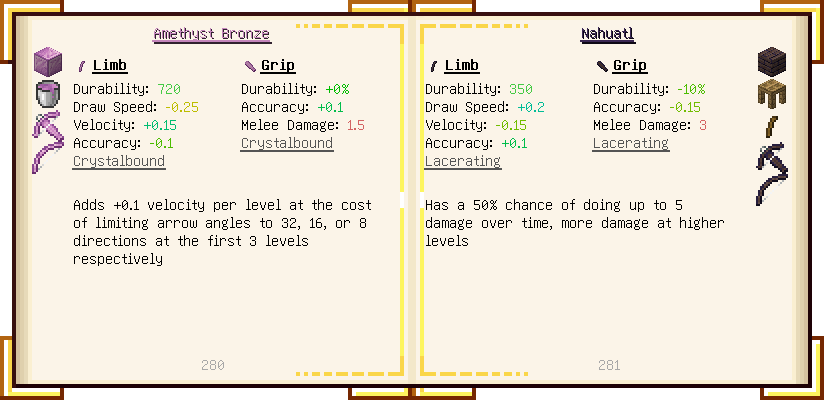 Amethyst Bronze
Limb
Durability: 720
Draw Speed: -0.25
Velocity: +0.15
Accuracy: -0.1
Crystalbound
Grip
Durability: +0%
Accuracy: +0.1
Melee Damage: 1.5
Crystalbound
Adds +0.1 velocity per level at the cost
of limiting arrow angles to 32, 16, or 8
directions at the first 3 levels
respectively
280
Nahuatl
Limb
Durability: 350
Draw Speed: +0.2
Velocity: -0.15
Accuracy: +0.1
Lacerating
Grip
Durability: -10%
Accuracy: -0.15
Melee Damage: 3
Lacerating
Has a 50% chance of doing up to 5
damage over time, more damage at higher
levels
281